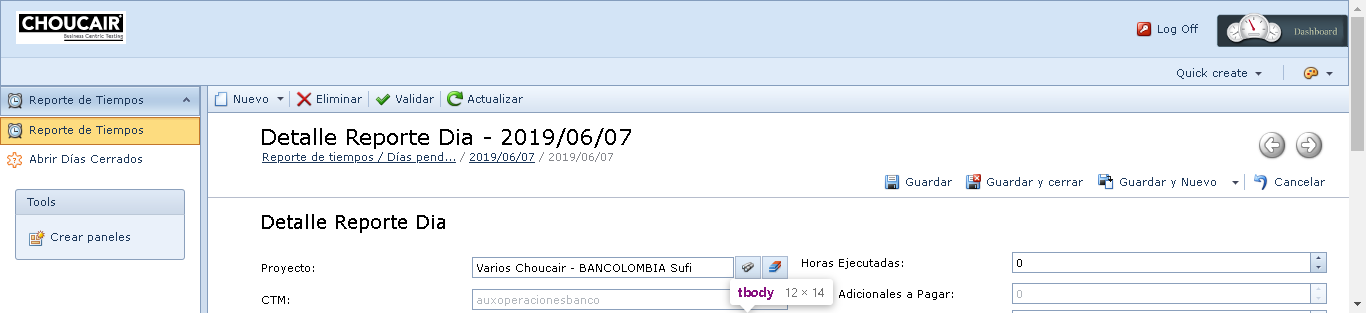 CHOUCAIR
Business Centric Testing
Log Off
Dashboard
Quick create
Reporte de Tiempos
Reporte de Tiempos
Abrir Días Cerrados
Tools
Crear paneles
Nuevo Eliminar Validar Actualizar
Detalle Reporte Dia - 2019/06/07
Reporte de tiempos / Días pend... / 2019/06/07 / 2019/06/07
Guardar Guardar y cerrar Guardar y Nuevo Cancelar
Detalle Reporte Dia
Proyecto: Varios Choucair - BANCOLOMBIA Sufi Horas Ejecutadas: 0
CTM: auxoperacionesbanco Adicionales a Pagar: 0
tbody 12 × 14